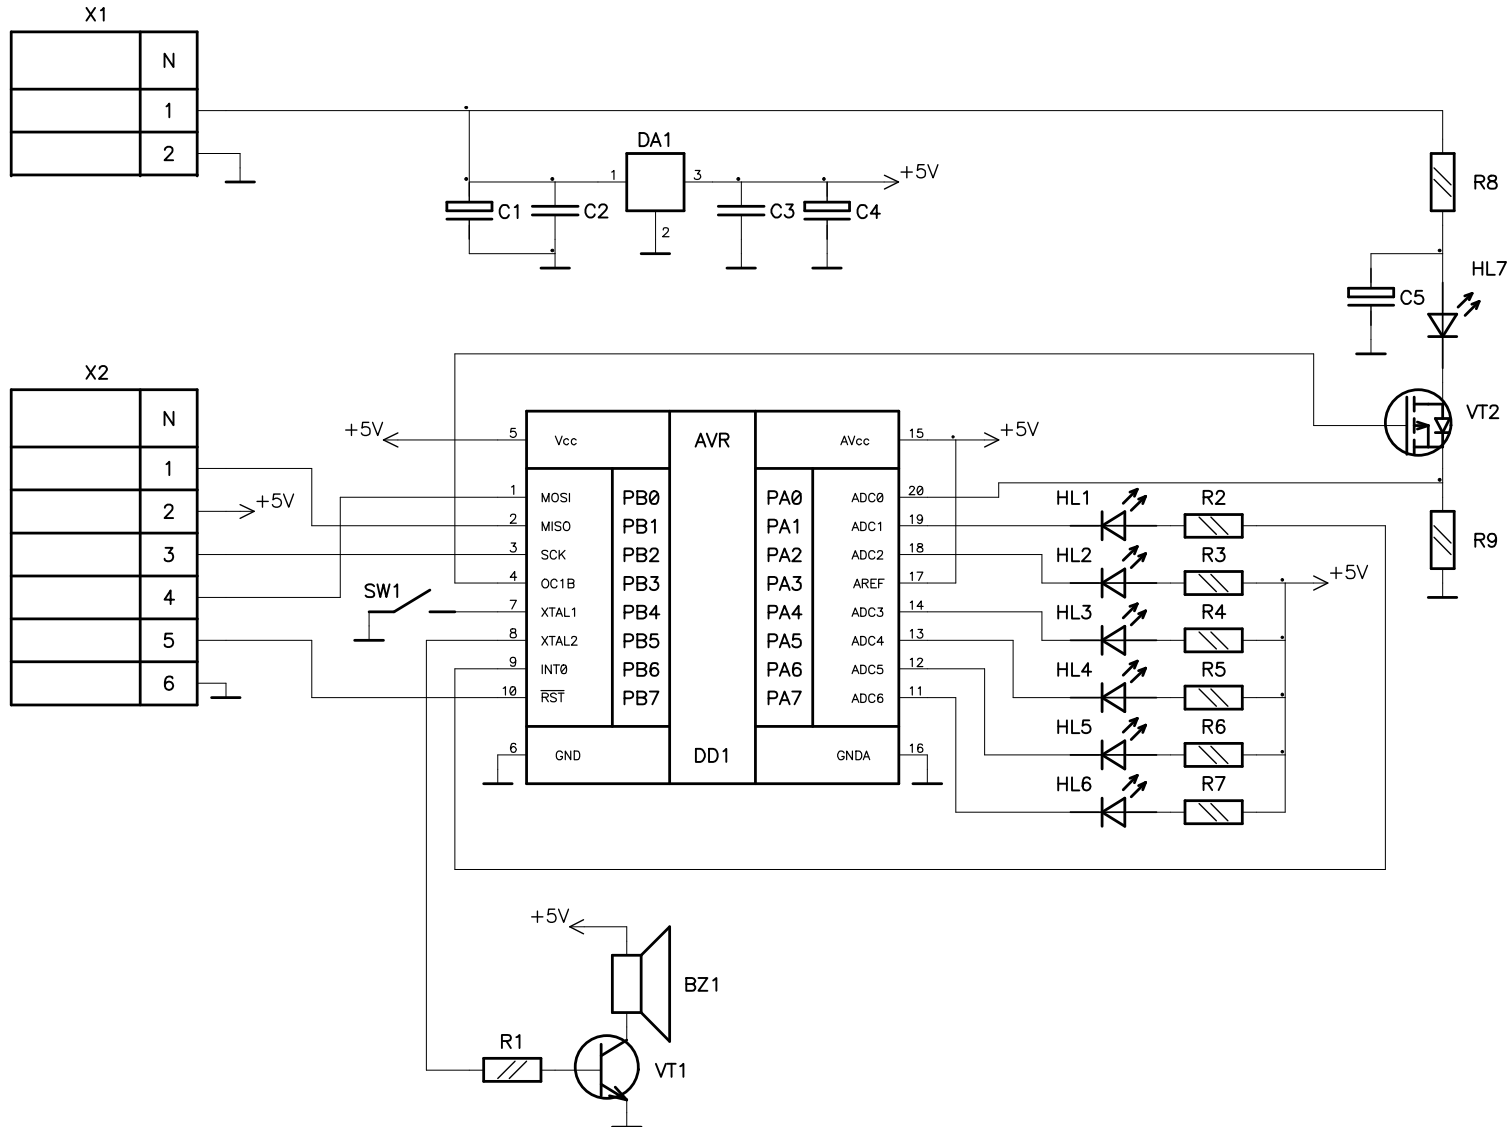 X1
N
1
2
DA1
1
3
2
+5V
C1
C2
C3
C4
R8
HL7
C5
VT2
R9
X2
N
1
2
+5V
3
4
5
6
+5V
SW1
5
Vcc
AVR
AVcc
15
+5V
1
MOSI
PB0
PA0
ADC0
20
2
MISO
PB1
PA1
ADC1
19
3
SCK
PB2
PA2
ADC2
18
4
OC1B
PB3
PA3
AREF
17
7
XTAL1
PB4
PA4
ADC3
14
8
XTAL2
PB5
PA5
ADC4
13
9
INT0
PB6
PA6
ADC5
12
10
RST
PB7
PA7
ADC6
11
6
GND
DD1
GNDA
16
HL1
R2
HL2
R3
+5V
HL3
R4
HL4
R5
HL5
R6
HL6
R7
+5V
BZ1
R1
VT1